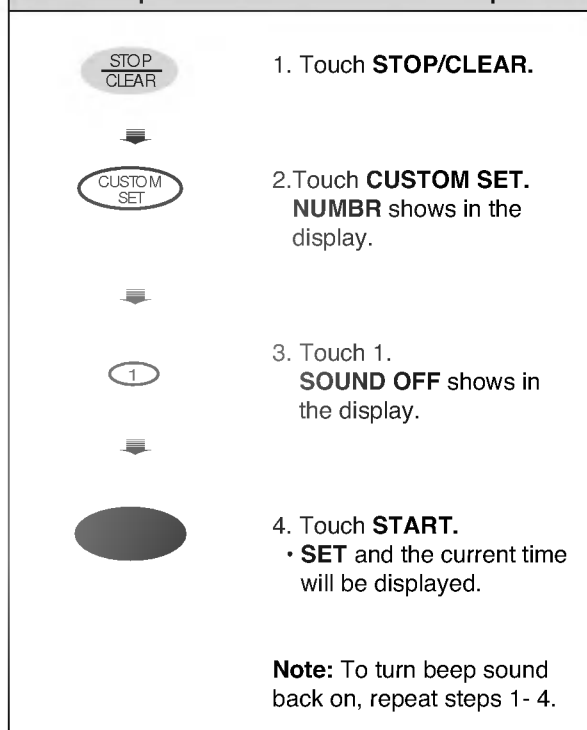 STOP
CLEAR
1. Touch STOP/CLEAR.
CUSTOM
SET
2.Touch CUSTOM SET.
NUMBR shows in the
display.
1
3. Touch 1.
SOUND OFF shows in
the display.
4. Touch START.
• SET and the current time
will be displayed.
Note: To turn beep sound
back on, repeat steps 1- 4.